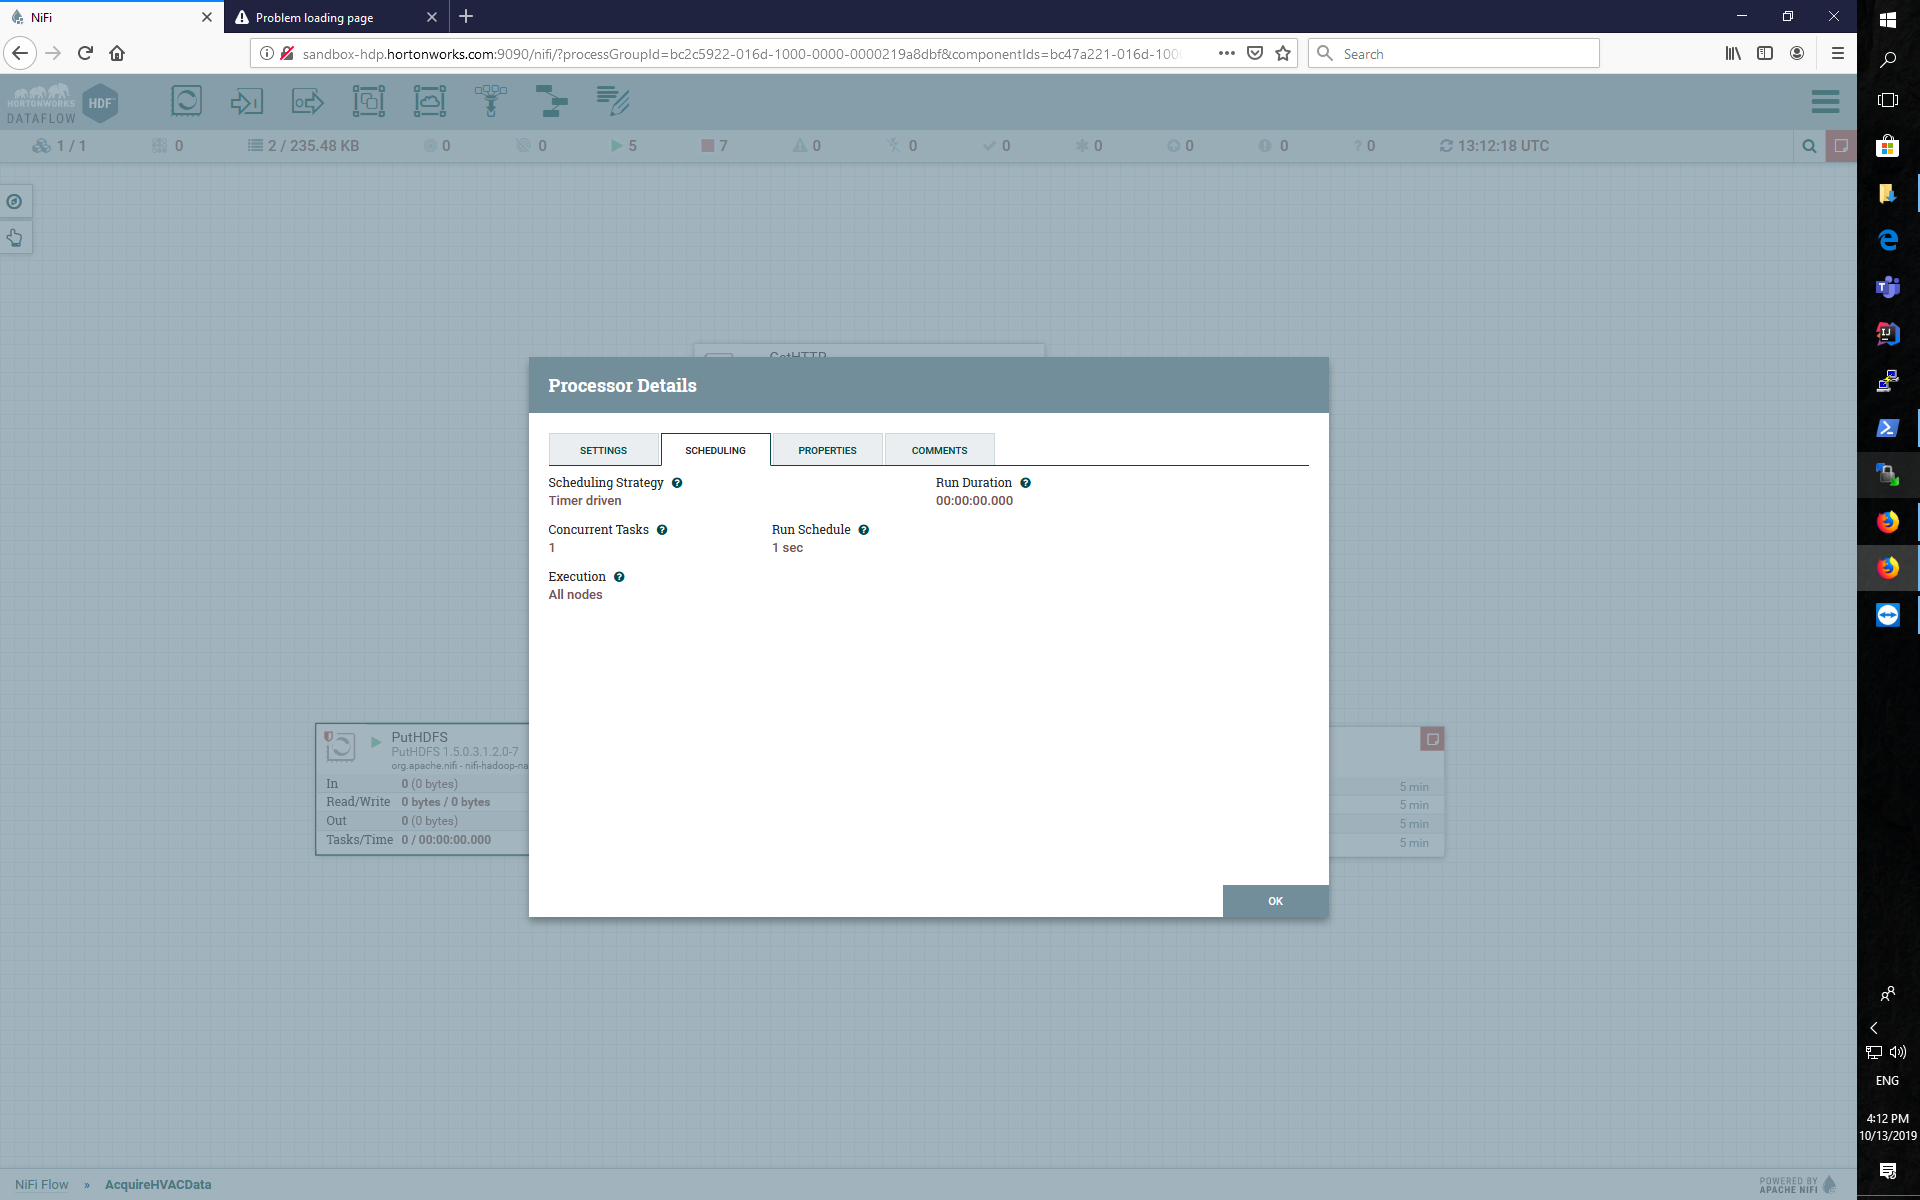 NiFi
Problem loading page
sandbox-hdp.hortonworks.com:9090/nifi/?processGroupId=bc2c5922-016d-1000-0000-0000219a8dbf&componentIds=bc47a221-016d-100
Search
HORTONWORKS
DATAFLOW
HDF
1 / 1
0
2 / 235.48 KB
0
0
5
7
0
0
0
0
0
0
? 0
13:12:18 UTC
GetHTTP
Processor Details
SETTINGS
SCHEDULING
PROPERTIES
COMMENTS
Scheduling Strategy
Timer driven
Run Duration
00:00:00.000
Concurrent Tasks
1
Run Schedule
1 sec
Execution
All nodes
OK
PutHDFS
PutHDFS 1.5.0.3.1.2.0-7
org.apache.nifi - nifi-hadoop-na
In 0 (0 bytes)
Read/Write 0 bytes / 0 bytes
Out 0 (0 bytes)
Tasks/Time 0 / 00:00:00.000
5 min
5 min
5 min
5 min
NiFi Flow » AcquireHVACData
POWERED BY
APACHE NIFI
ENG
4:12 PM
10/13/2019